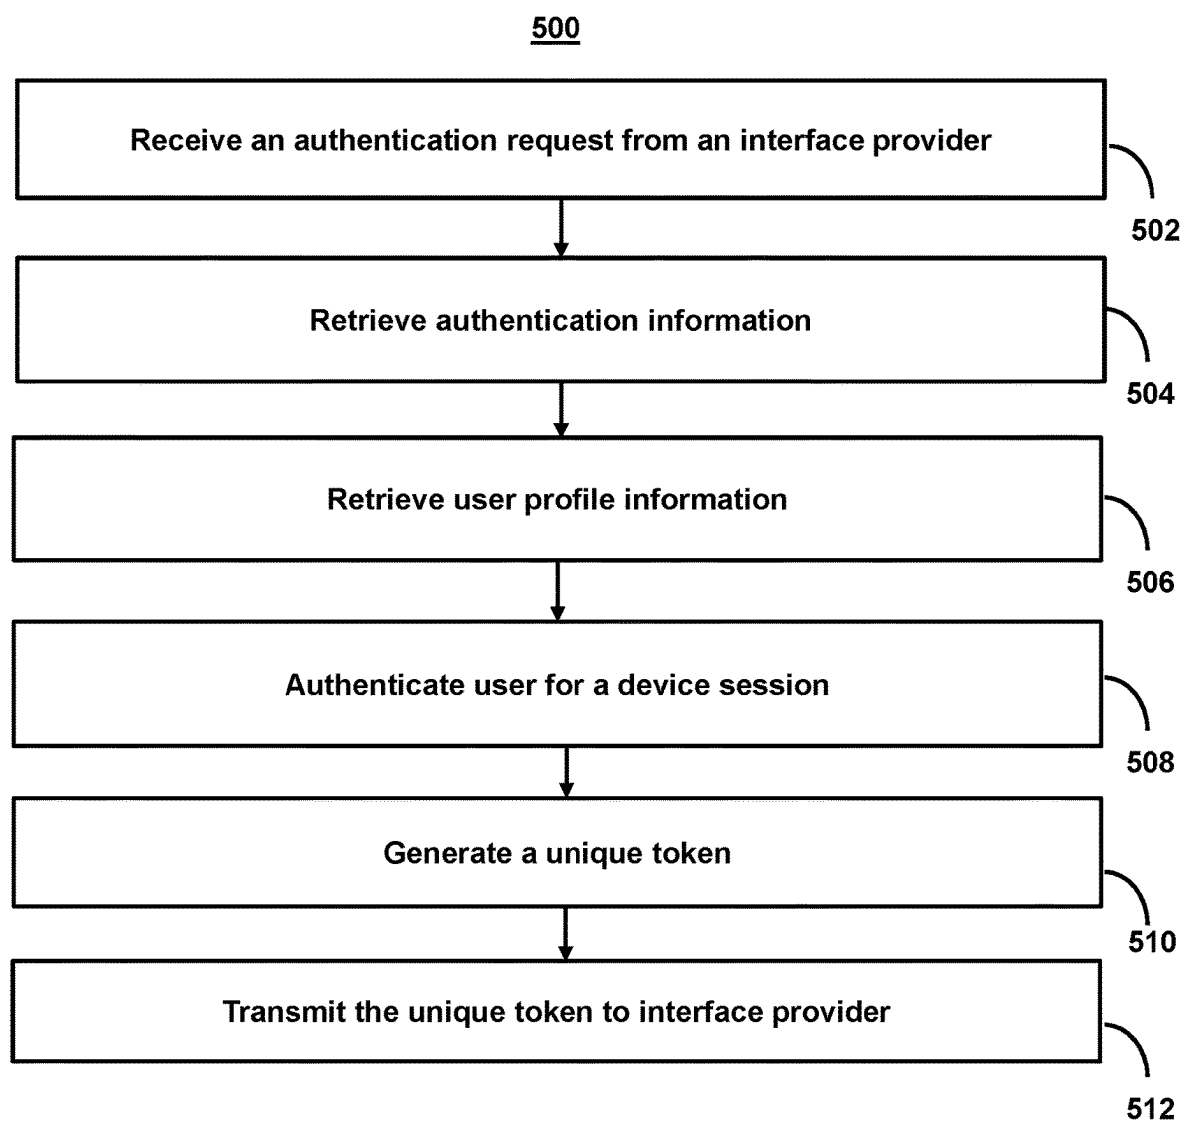 500
Receive an authentication request from an interface provider
502
Retrieve authentication information
504
Retrieve user profile information
506
Authenticate user for a device session
508
Generate a unique token
510
Transmit the unique token to interface provider
512